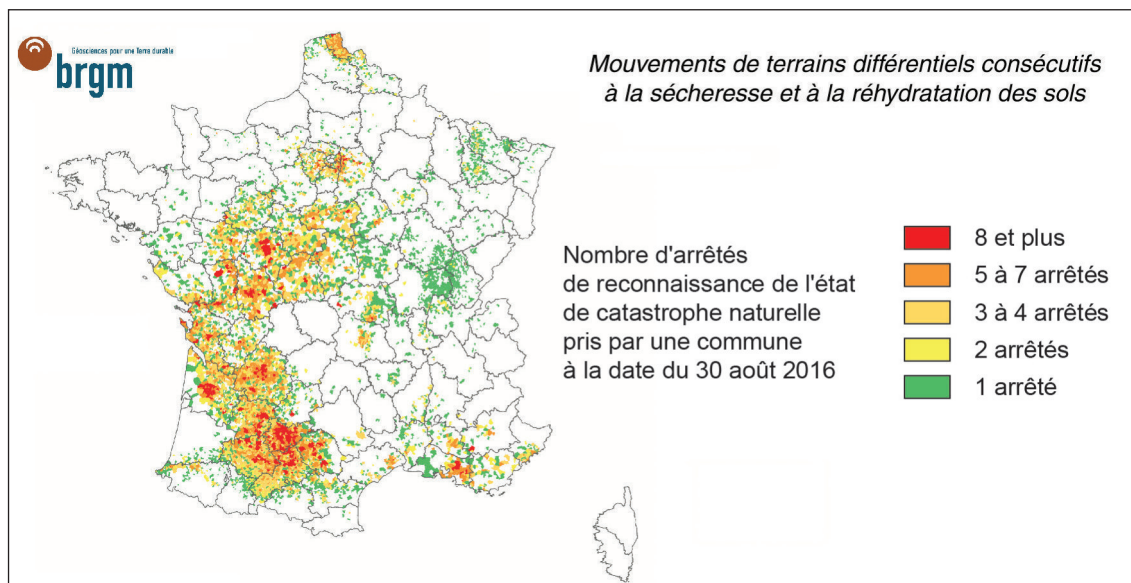 Géosciences pour une Terre durable
brgm
Mouvements de terrains différentiels consécutifs
à la sécheresse et à la réhydratation des sols
Nombre d'arrêtés
de reconnaissance de l'état
de catastrophe naturelle
pris par une commune
à la date du 30 août 2016
8 et plus
5 à 7 arrêtés
3 à 4 arrêtés
2 arrêtés
1 arrêté